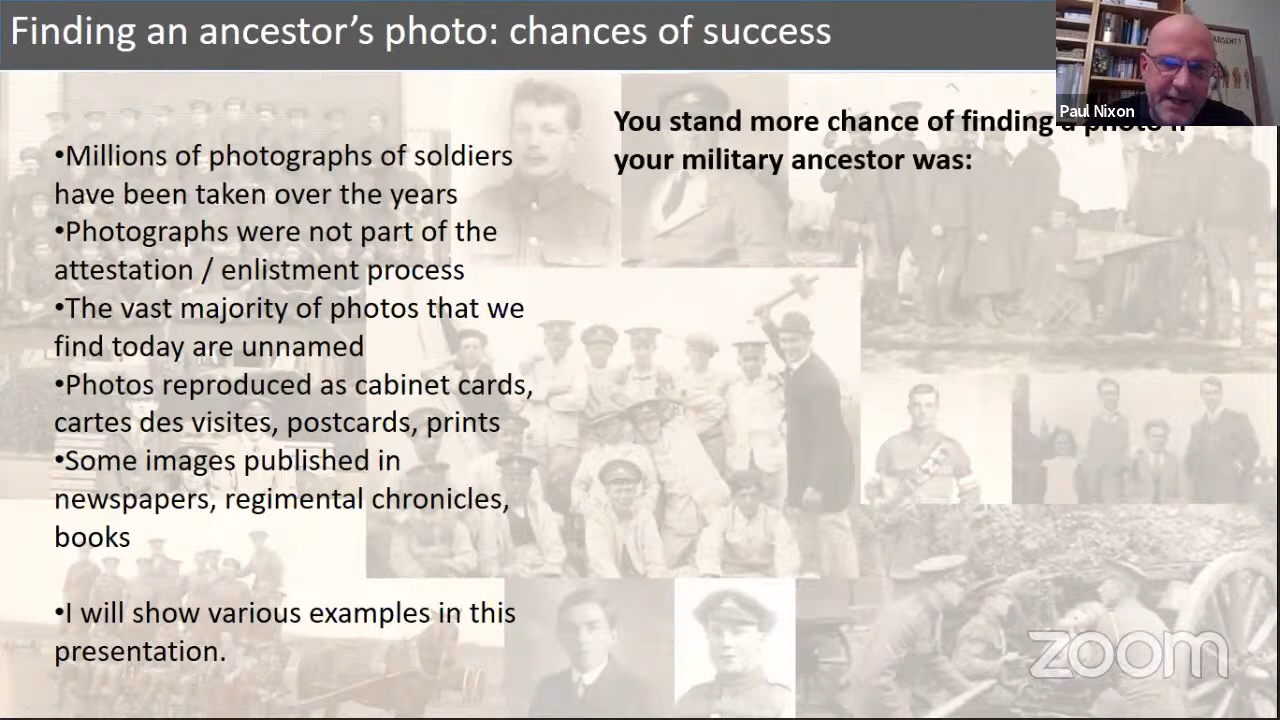 Finding an ancestor's photo: chances of success
Paul Nixon
ABSENT?
•Millions of photographs of soldiers
have been taken over the years
•Photographs were not part of the
attestation / enlistment process
•The vast majority of photos that we
find today are unnamed
•Photos reproduced as cabinet cards,
cartes des visites, postcards, prints
•Some images published in
newspapers, regimental chronicles,
books
•I will show various examples in this
presentation.
You stand more chance of finding a photo if
your military ancestor was:
zoom